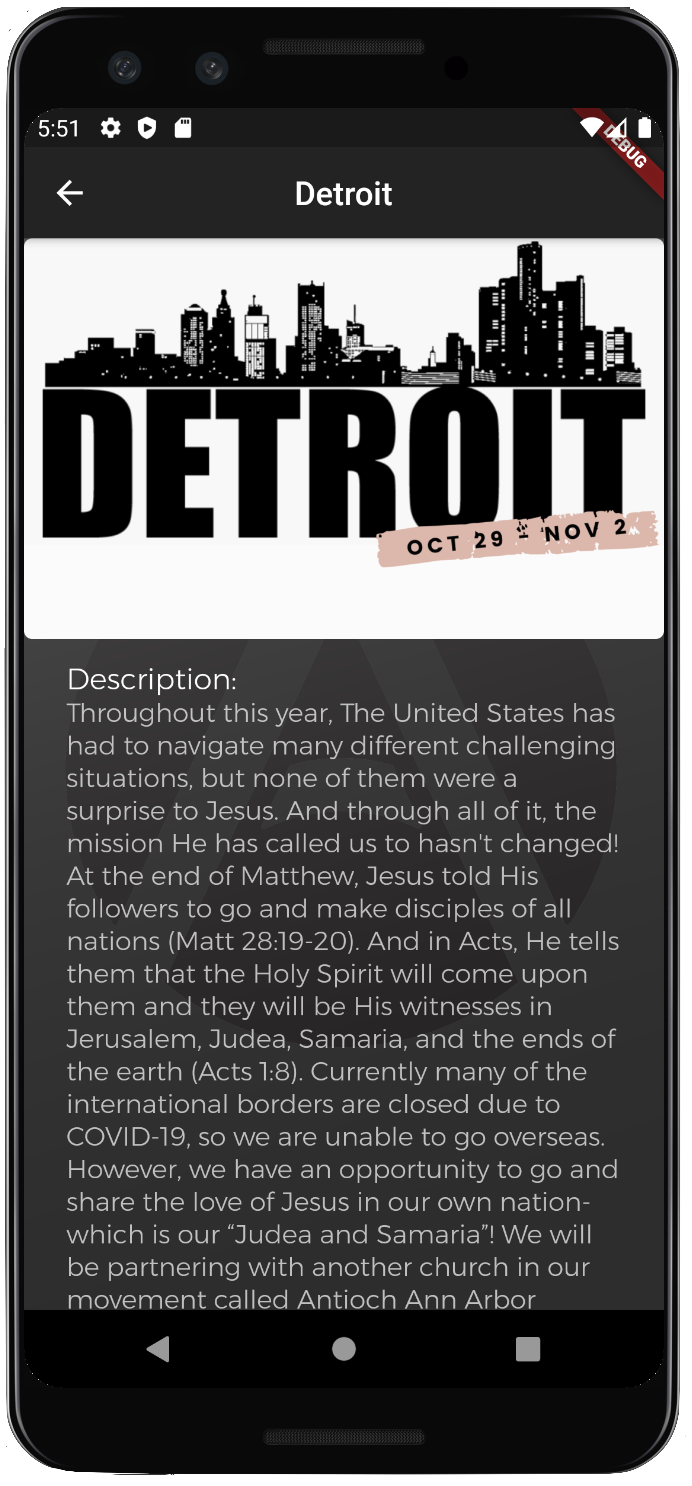 5:51
DEBUG
Detroit
DETROIT
OCT 29 - NOV 2
Description:
Throughout this year, The United States has
had to navigate many different challenging
situations, but none of them were a
surprise to Jesus. And through all of it, the
mission He has called us to hasn't changed!
At the end of Matthew, Jesus told His
followers to go and make disciples of all
nations (Matt 28:19-20). And in Acts, He tells
them that the Holy Spirit will come upon
them and they will be His witnesses in
Jerusalem, Judea, Samaria, and the ends of
the earth (Acts 1:8). Currently many of the
international borders are closed due to
COVID-19, so we are unable to go overseas.
However, we have an opportunity to go and
share the love of Jesus in our own nation-
which is our “Judea and Samaria”! We will
be partnering with another church in our
movement called Antioch Ann Arbor